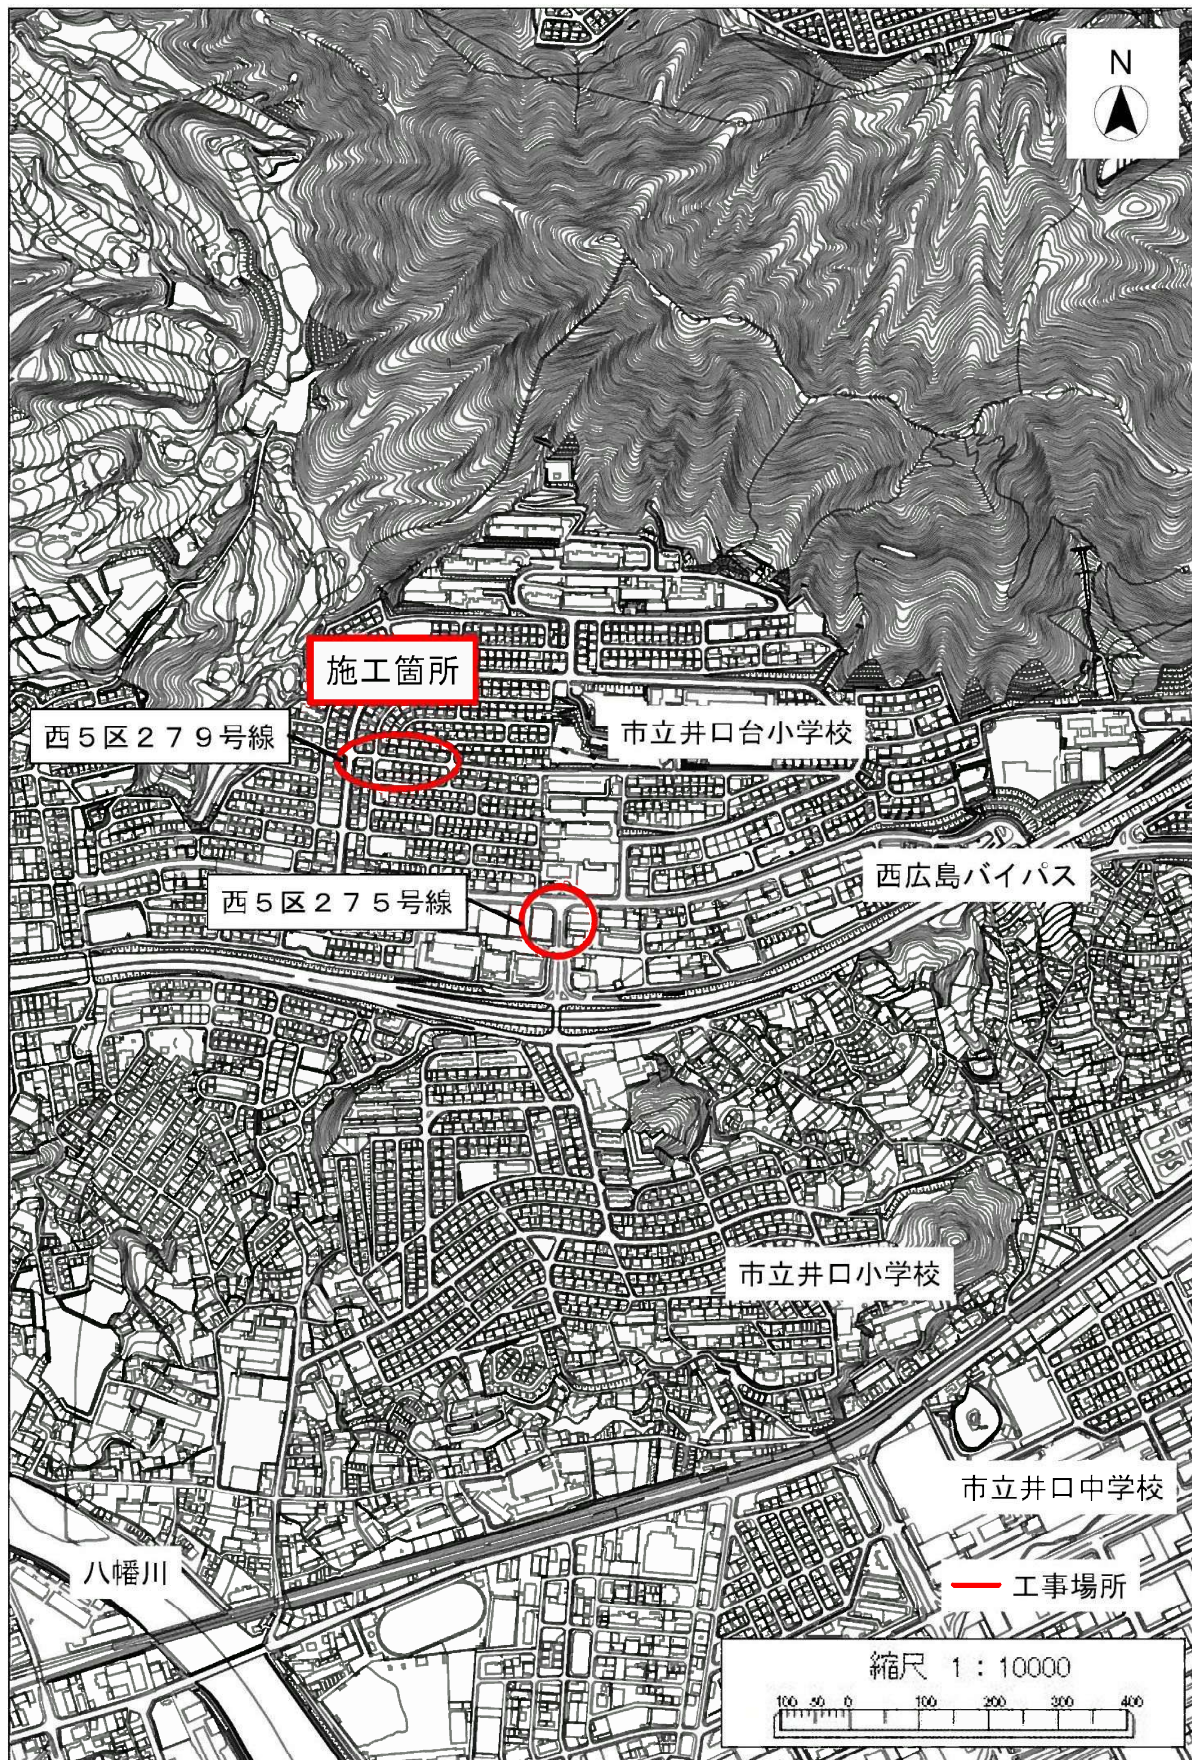 N
施工箇所
市立井口台小学校
西５区２７９号線
西広島バイパス
西５区２７５号線
市立井口小学校
市立井口中学校
八幡川
工事場所
縮尺 １：10000
100 50 0 100 200 300 400